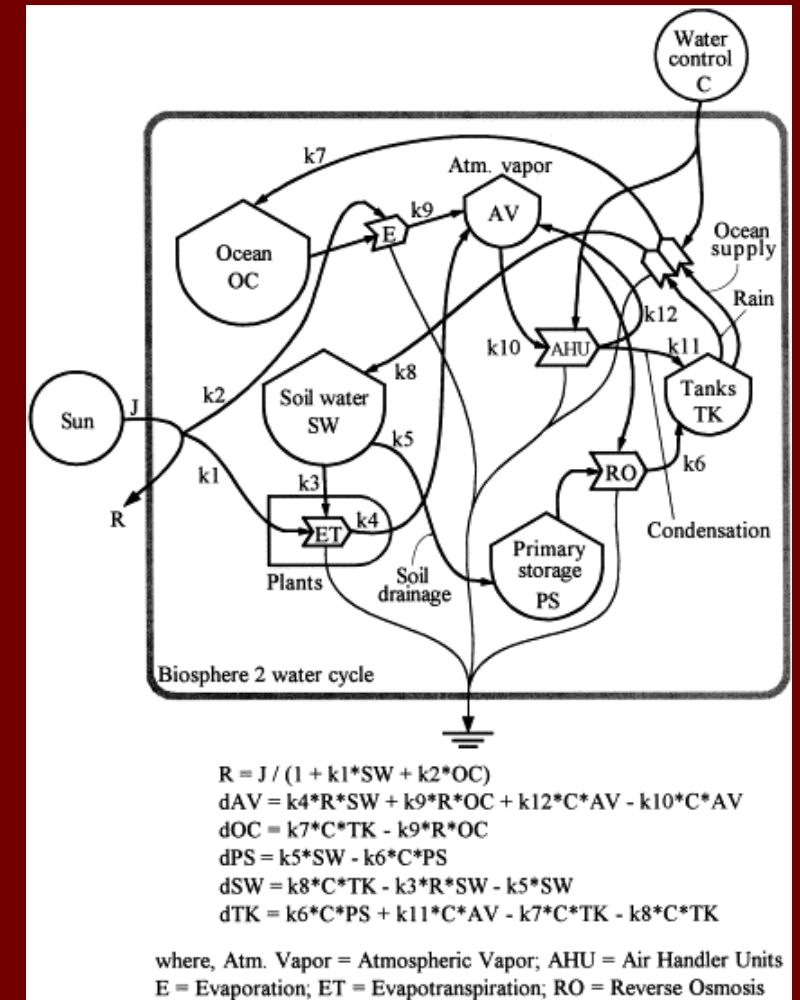 Water
control
C
k7
Atm. vapor
AV
k9
E
Ocean
OC
Ocean
supply
Rain
k12
k10
AHU
k11
k8
k2
Soil water
SW
Tanks
TK
Sun
J
k5
k1
k3
RO
k6
R
ET
k4
Condensation
Plants
Soil
drainage
Primary
storage
PS
Biosphere 2 water cycle
R = J / (1 + k1*SW + k2*OC)
dAV = k4*R*SW + k9*R*OC + k12*C*AV - k10*C*AV
dOC = k7*C*TK - k9*R*OC
dPS = k5*SW - k6*C*PS
dSW = k8*C*TK - k3*R*SW - k5*SW
dTK = k6*C*PS + k11*C*AV - k7*C*TK - k8*C*TK
where, Atm. Vapor = Atmospheric Vapor; AHU = Air Handler Units
E = Evaporation; ET = Evapotranspiration; RO = Reverse Osmosis